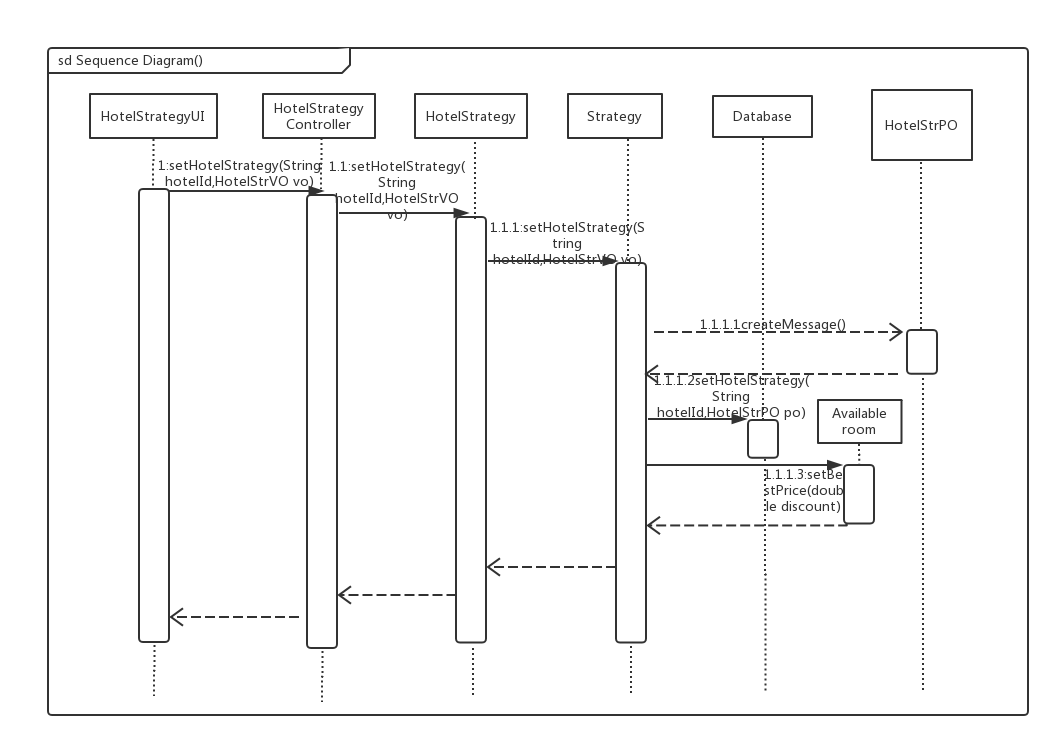 sd Sequence Diagram()
HotelStrategyUI
HotelStrategy
Controller
HotelStrategy
Strategy
Database
HotelStrPO
1:setHotelStrategy(String
hotelId,HotelStrVO vo)
1.1:setHotelStrategy(
String
hotelId,HotelStrVO
vo)
1.1.1:setHotelStrategy(S
tring
hotelId,HotelStrVO vo)
1.1.1.1createMessage()
1.1.1.2setHotelStrategy(
String
hotelId,HotelStrPO po)
Available
room
1.1.1.3:setBe
stPrice(doub
le discount)